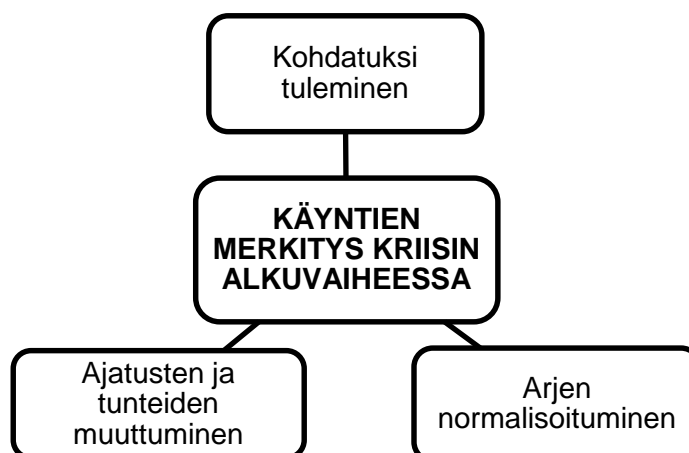 Kohdatuksi
tuleminen
KÄYNTIEN
MERKITYS KRIISIN
ALKUVAIHEESSA
Ajatusten ja
tunteiden
muuttuminen
Arjen
normalisoituminen